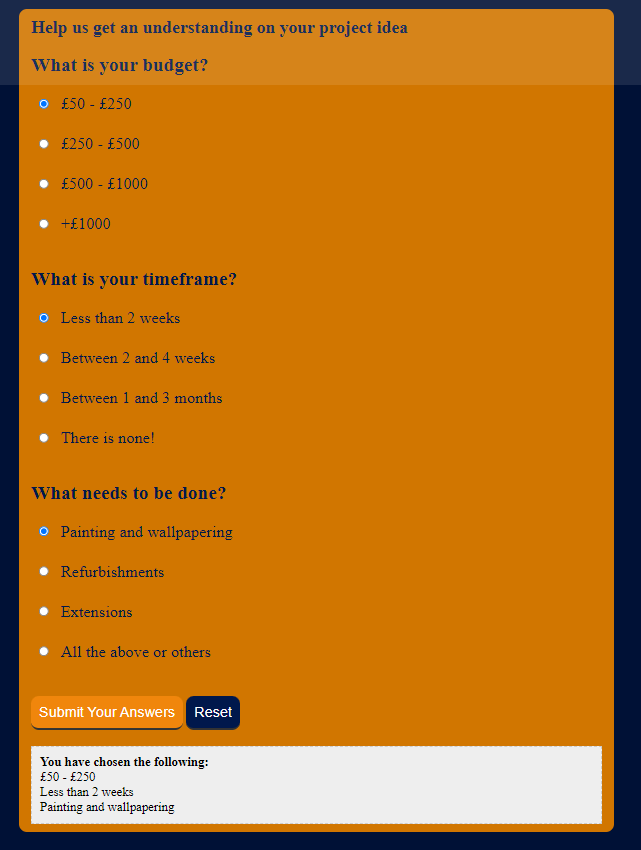 Help us get an understanding on your project idea
What is your budget?
£50 - £250
£250 - £500
£500 - £1000
+£1000
What is your timeframe?
Less than 2 weeks
Between 2 and 4 weeks
Between 1 and 3 months
There is none!
What needs to be done?
Painting and wallpapering
Refurbishments
Extensions
All the above or others
Submit Your Answers Reset
You have chosen the following:
£50 - £250
Less than 2 weeks
Painting and wallpapering